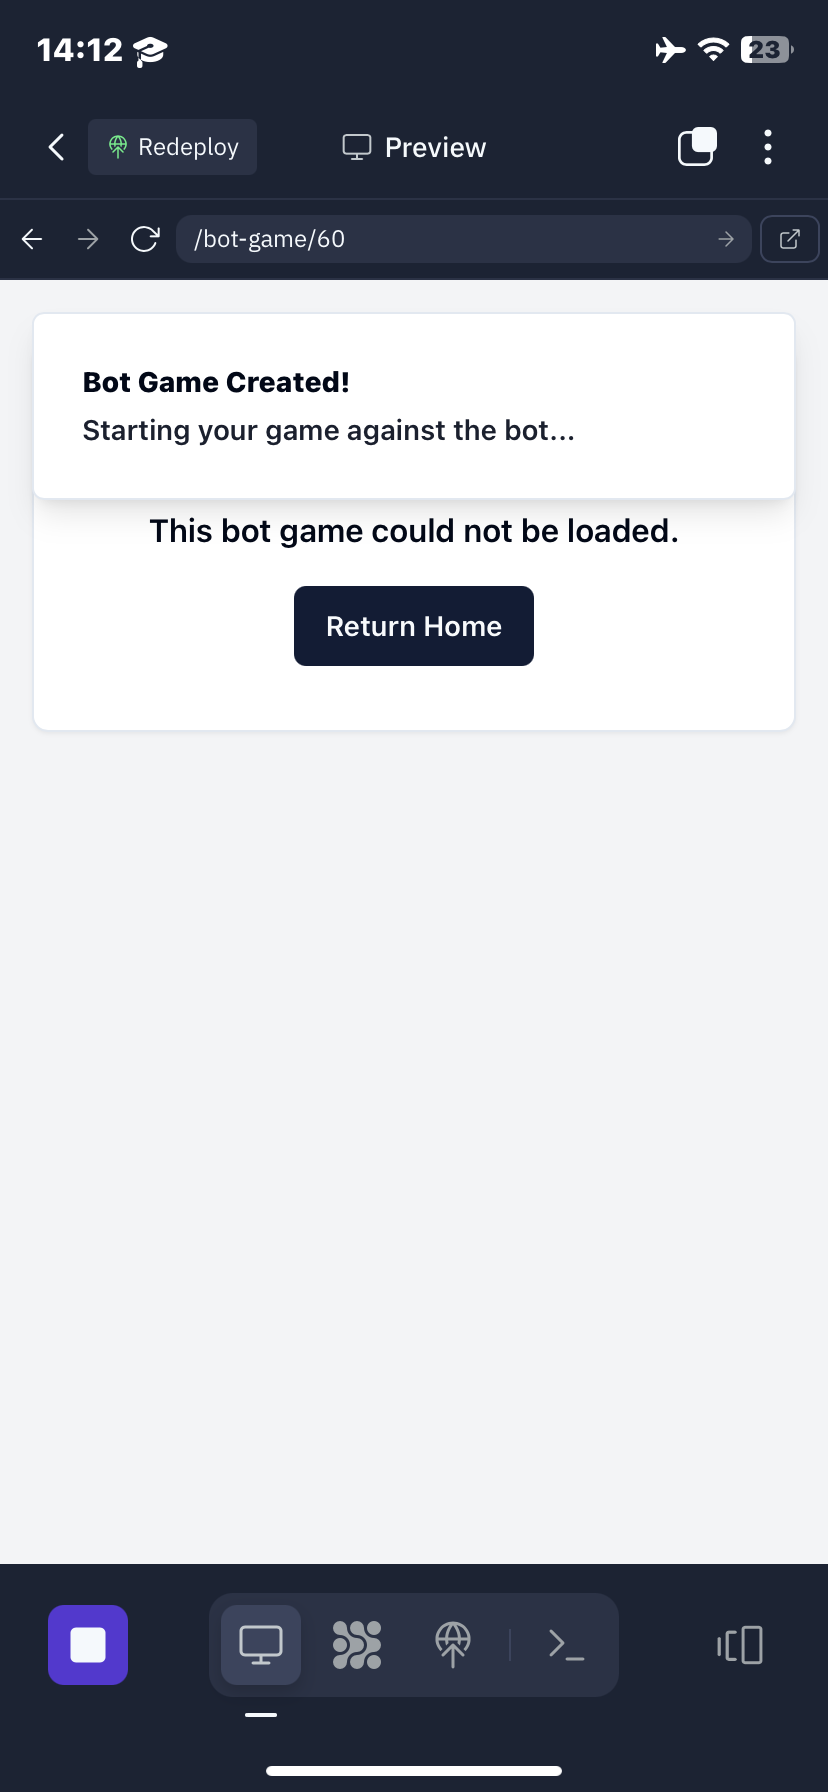 14:12
23
Redeploy
Preview
/bot-game/60
Bot Game Created!
Starting your game against the bot...
This bot game could not be loaded.
Return Home